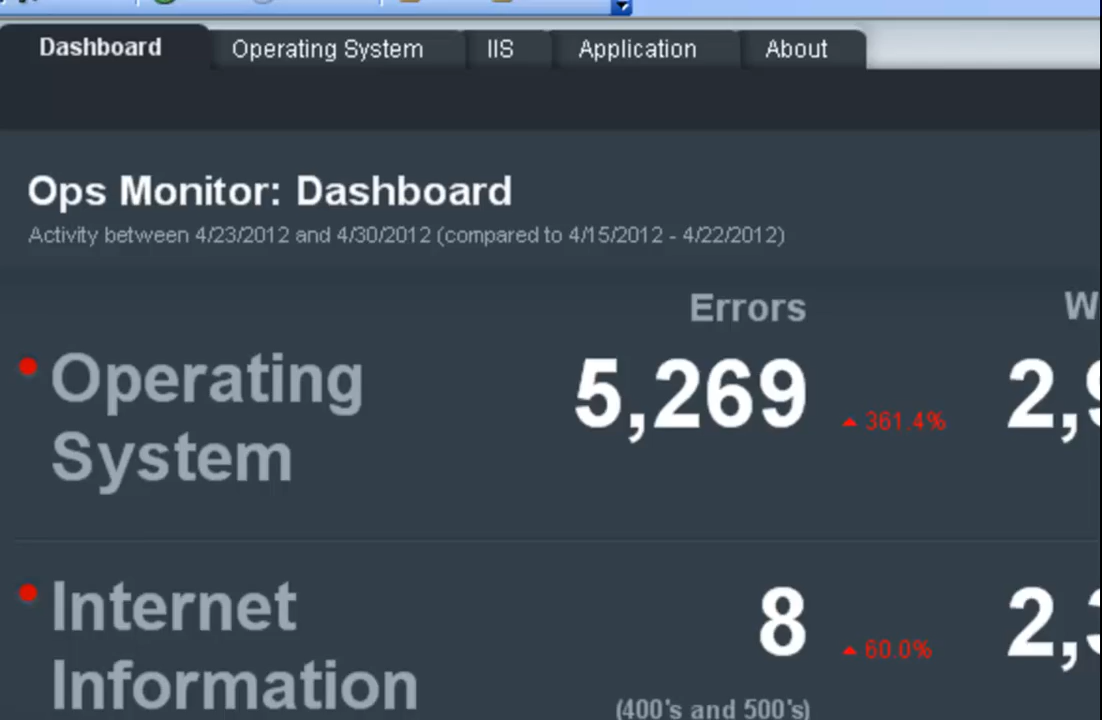 Dashboard Operating System IIS Application About
Ops Monitor: Dashboard
Activity between 4/23/2012 and 4/30/2012 (compared to 4/15/2012 - 4/22/2012)
Errors
Operating 5,269 361.4%
System
Internet 8 60.0%
Information
(400's and 500's)